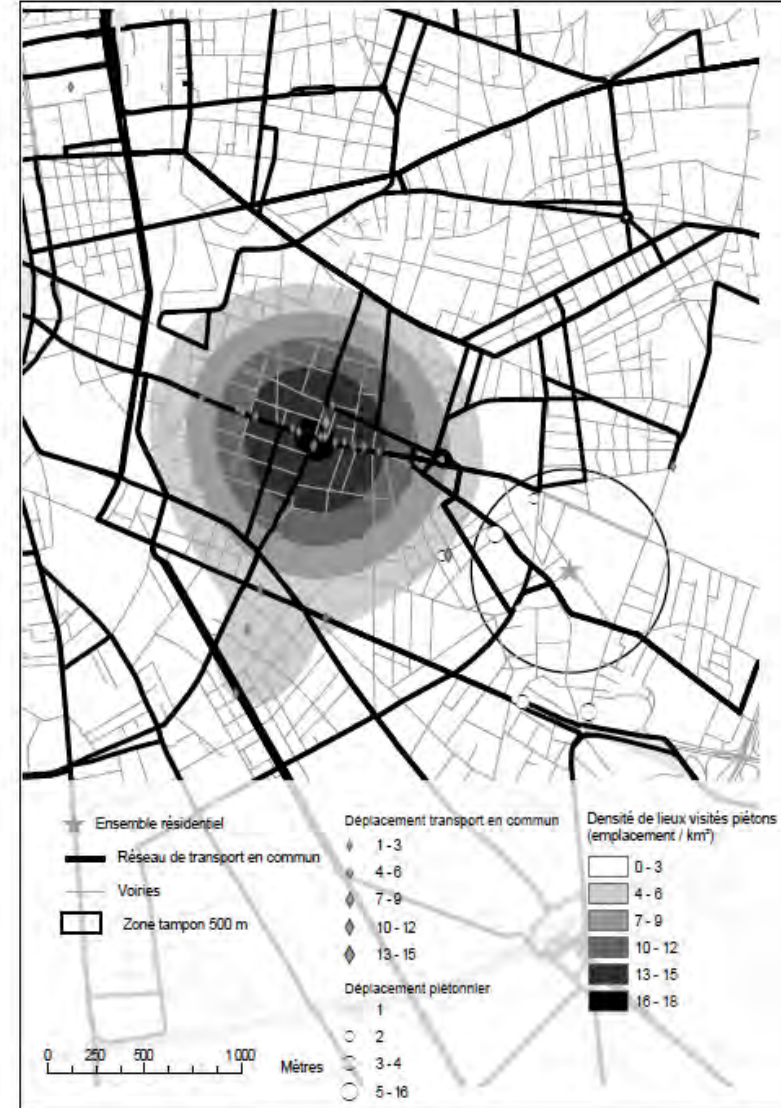 Ensemble résidentiel
Réseau de transport en commun
Voiries
Zone tampon 500 m
0 250 500 1 000
Mètres
Déplacement transport en commun
1 - 3
4 - 6
7 - 9
10 - 12
13 - 15
Déplacement piètonnier
1
2
3 - 4
5 - 16
Densité de lieux visités piétons
(emplacement / km²)
0 - 3
4 - 6
7 - 9
10 - 12
13 - 15
16 - 18